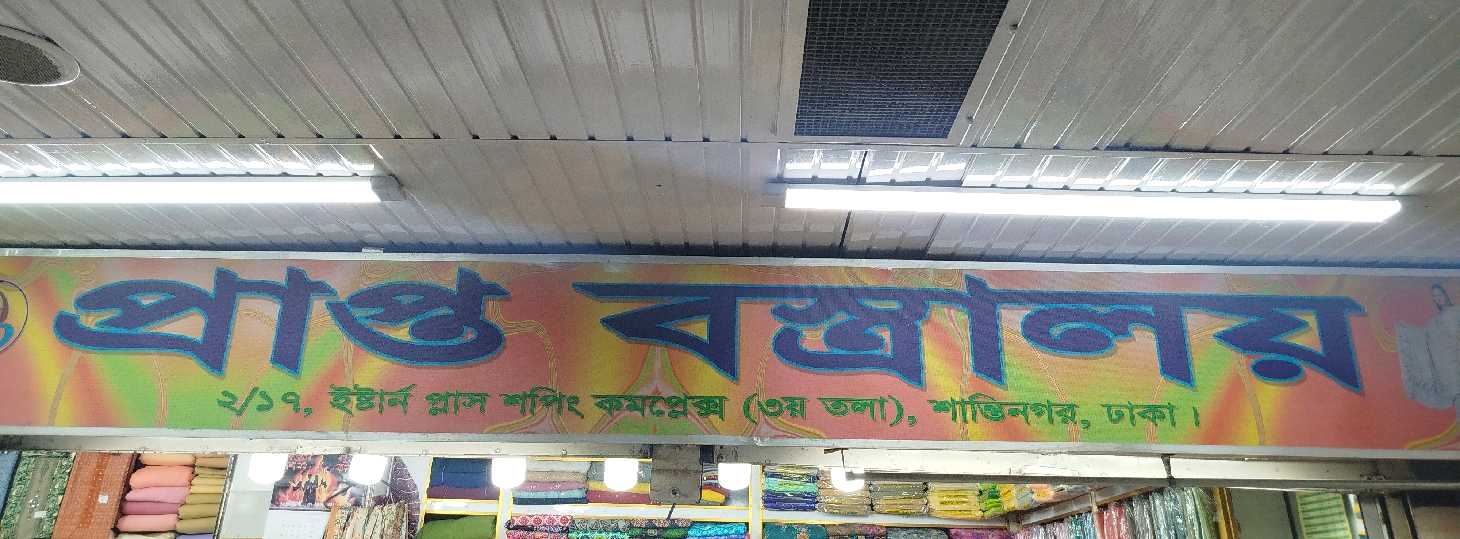 প্রান্ত বস্ত্রালয়
২/১৭, ইষ্টার্ন প্লাস শপিং কমপ্লেক্স (৩য় তলা), শান্তিনগর, ঢাকা।